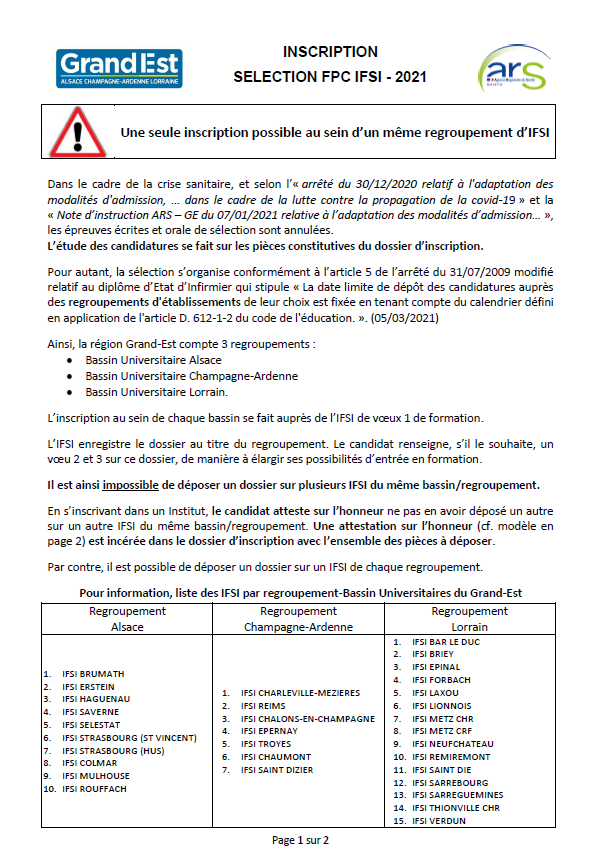 GrandEst
ALSACE CHAMPAGNE-ARDENNE LORRAINE
INSCRIPTION
SELECTION FPC IFSI - 2021
ars
Une seule inscription possible au sein d'un même regroupement d'IFSI
Dans le cadre de la crise sanitaire, et selon l'« arrêté du 30/12/2020 relatif à l'adaptation des
modalités d'admission, … dans le cadre de la lutte contre la propagation de la covid-19 » et la
« Note d'instruction ARS – GE du 07/01/2021 relative à l'adaptation des modalités d'admission… »,
les épreuves écrites et orale de sélection sont annulées.
L'étude des candidatures se fait sur les pièces constitutives du dossier d'inscription.
Pour autant, la sélection s'organise conformément à l'article 5 de l'arrêté du 31/07/2009 modifié
relatif au diplôme d'Etat d'Infirmier qui stipule « La date limite de dépôt des candidatures auprès
des regroupements d'établissements de leur choix est fixée en tenant compte du calendrier défini
en application de l'article D. 612-1-2 du code de l'éducation. ». (05/03/2021)
Ainsi, la région Grand-Est compte 3 regroupements :
• Bassin Universitaire Alsace
• Bassin Universitaire Champagne-Ardenne
• Bassin Universitaire Lorrain.
L'inscription au sein de chaque bassin se fait auprès de l'IFSI de vœux 1 de formation.
L'IFSI enregistre le dossier au titre du regroupement. Le candidat renseigne, s'il le souhaite, un
vœu 2 et 3 sur ce dossier, de manière à élargir ses possibilités d'entrée en formation.
Il est ainsi impossible de déposer un dossier sur plusieurs IFSI du même bassin/regroupement.
En s'inscrivant dans un Institut, le candidat atteste sur l'honneur ne pas en avoir déposé un autre
sur un autre IFSI du même bassin/regroupement. Une attestation sur l'honneur (cf. modèle en
page 2) est incérée dans le dossier d'inscription avec l'ensemble des pièces à déposer.
Par contre, il est possible de déposer un dossier sur un IFSI de chaque regroupement.
Pour information, liste des IFSI par regroupement-Bassin Universitaires du Grand-Est
Regroupement
Alsace
Regroupement
Champagne-Ardenne
Regroupement
Lorrain
1. IFSI BRUMATH
2. IFSI ERSTEIN
3. IFSI HAGUENAU
4. IFSI SAVERNE
5. IFSI SELESTAT
6. IFSI STRASBOURG (ST VINCENT)
7. IFSI STRASBOURG (HUS)
8. IFSI COLMAR
9. IFSI MULHOUSE
10. IFSI ROUFFACH
1. IFSI CHARLEVILLE-MEZIERES
2. IFSI REIMS
3. IFSI CHALONS-EN-CHAMPAGNE
4. IFSI EPERNAY
5. IFSI TROYES
6. IFSI CHAUMONT
7. IFSI SAINT DIZIER
1. IFSI BAR LE DUC
2. IFSI BRIEY
3. IFSI EPINAL
4. IFSI FORBACH
5. IFSI LAXOU
6. IFSI LIONNOIS
7. IFSI METZ CHR
8. IFSI METZ CRF
9. IFSI NEUFCHATEAU
10. IFSI REMIREMONT
11. IFSI SAINT DIE
12. IFSI SARREBOURG
13. IFSI SARREGUEMINES
14. IFSI THIONVILLE CHR
15. IFSI VERDUN
Page 1 sur 2